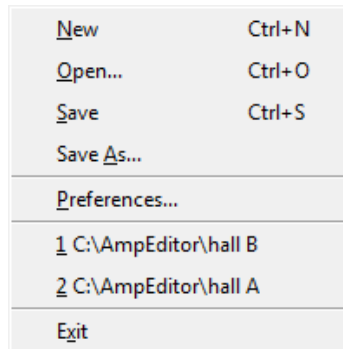 New Ctrl+N
Open... Ctrl+O
Save Ctrl+S
Save As...
Preferences...
1 C:\AmpEditor\hall B
2 C:\AmpEditor\hall A
Exit